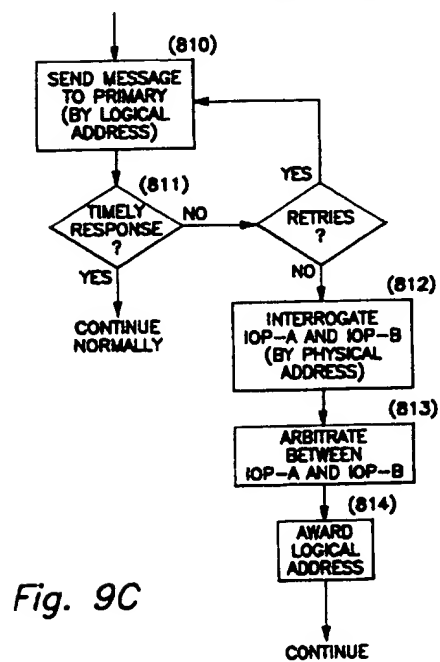 (810)
SEND MESSAGE
TO PRIMARY
(BY LOGICAL
ADDRESS)
(811)
TIMELY
RESPONSE
?
NO
YES
CONTINUE
NORMALLY
YES
RETRIES
?
NO
(812)
INTERROGATE
IOP-A AND IOP-B
(BY PHYSICAL
ADDRESS)
(813)
ARBITRATE
BETWEEN
IOP-A AND IOP-B
(814)
AWARD
LOGICAL
ADDRESS
CONTINUE
Fig. 9C